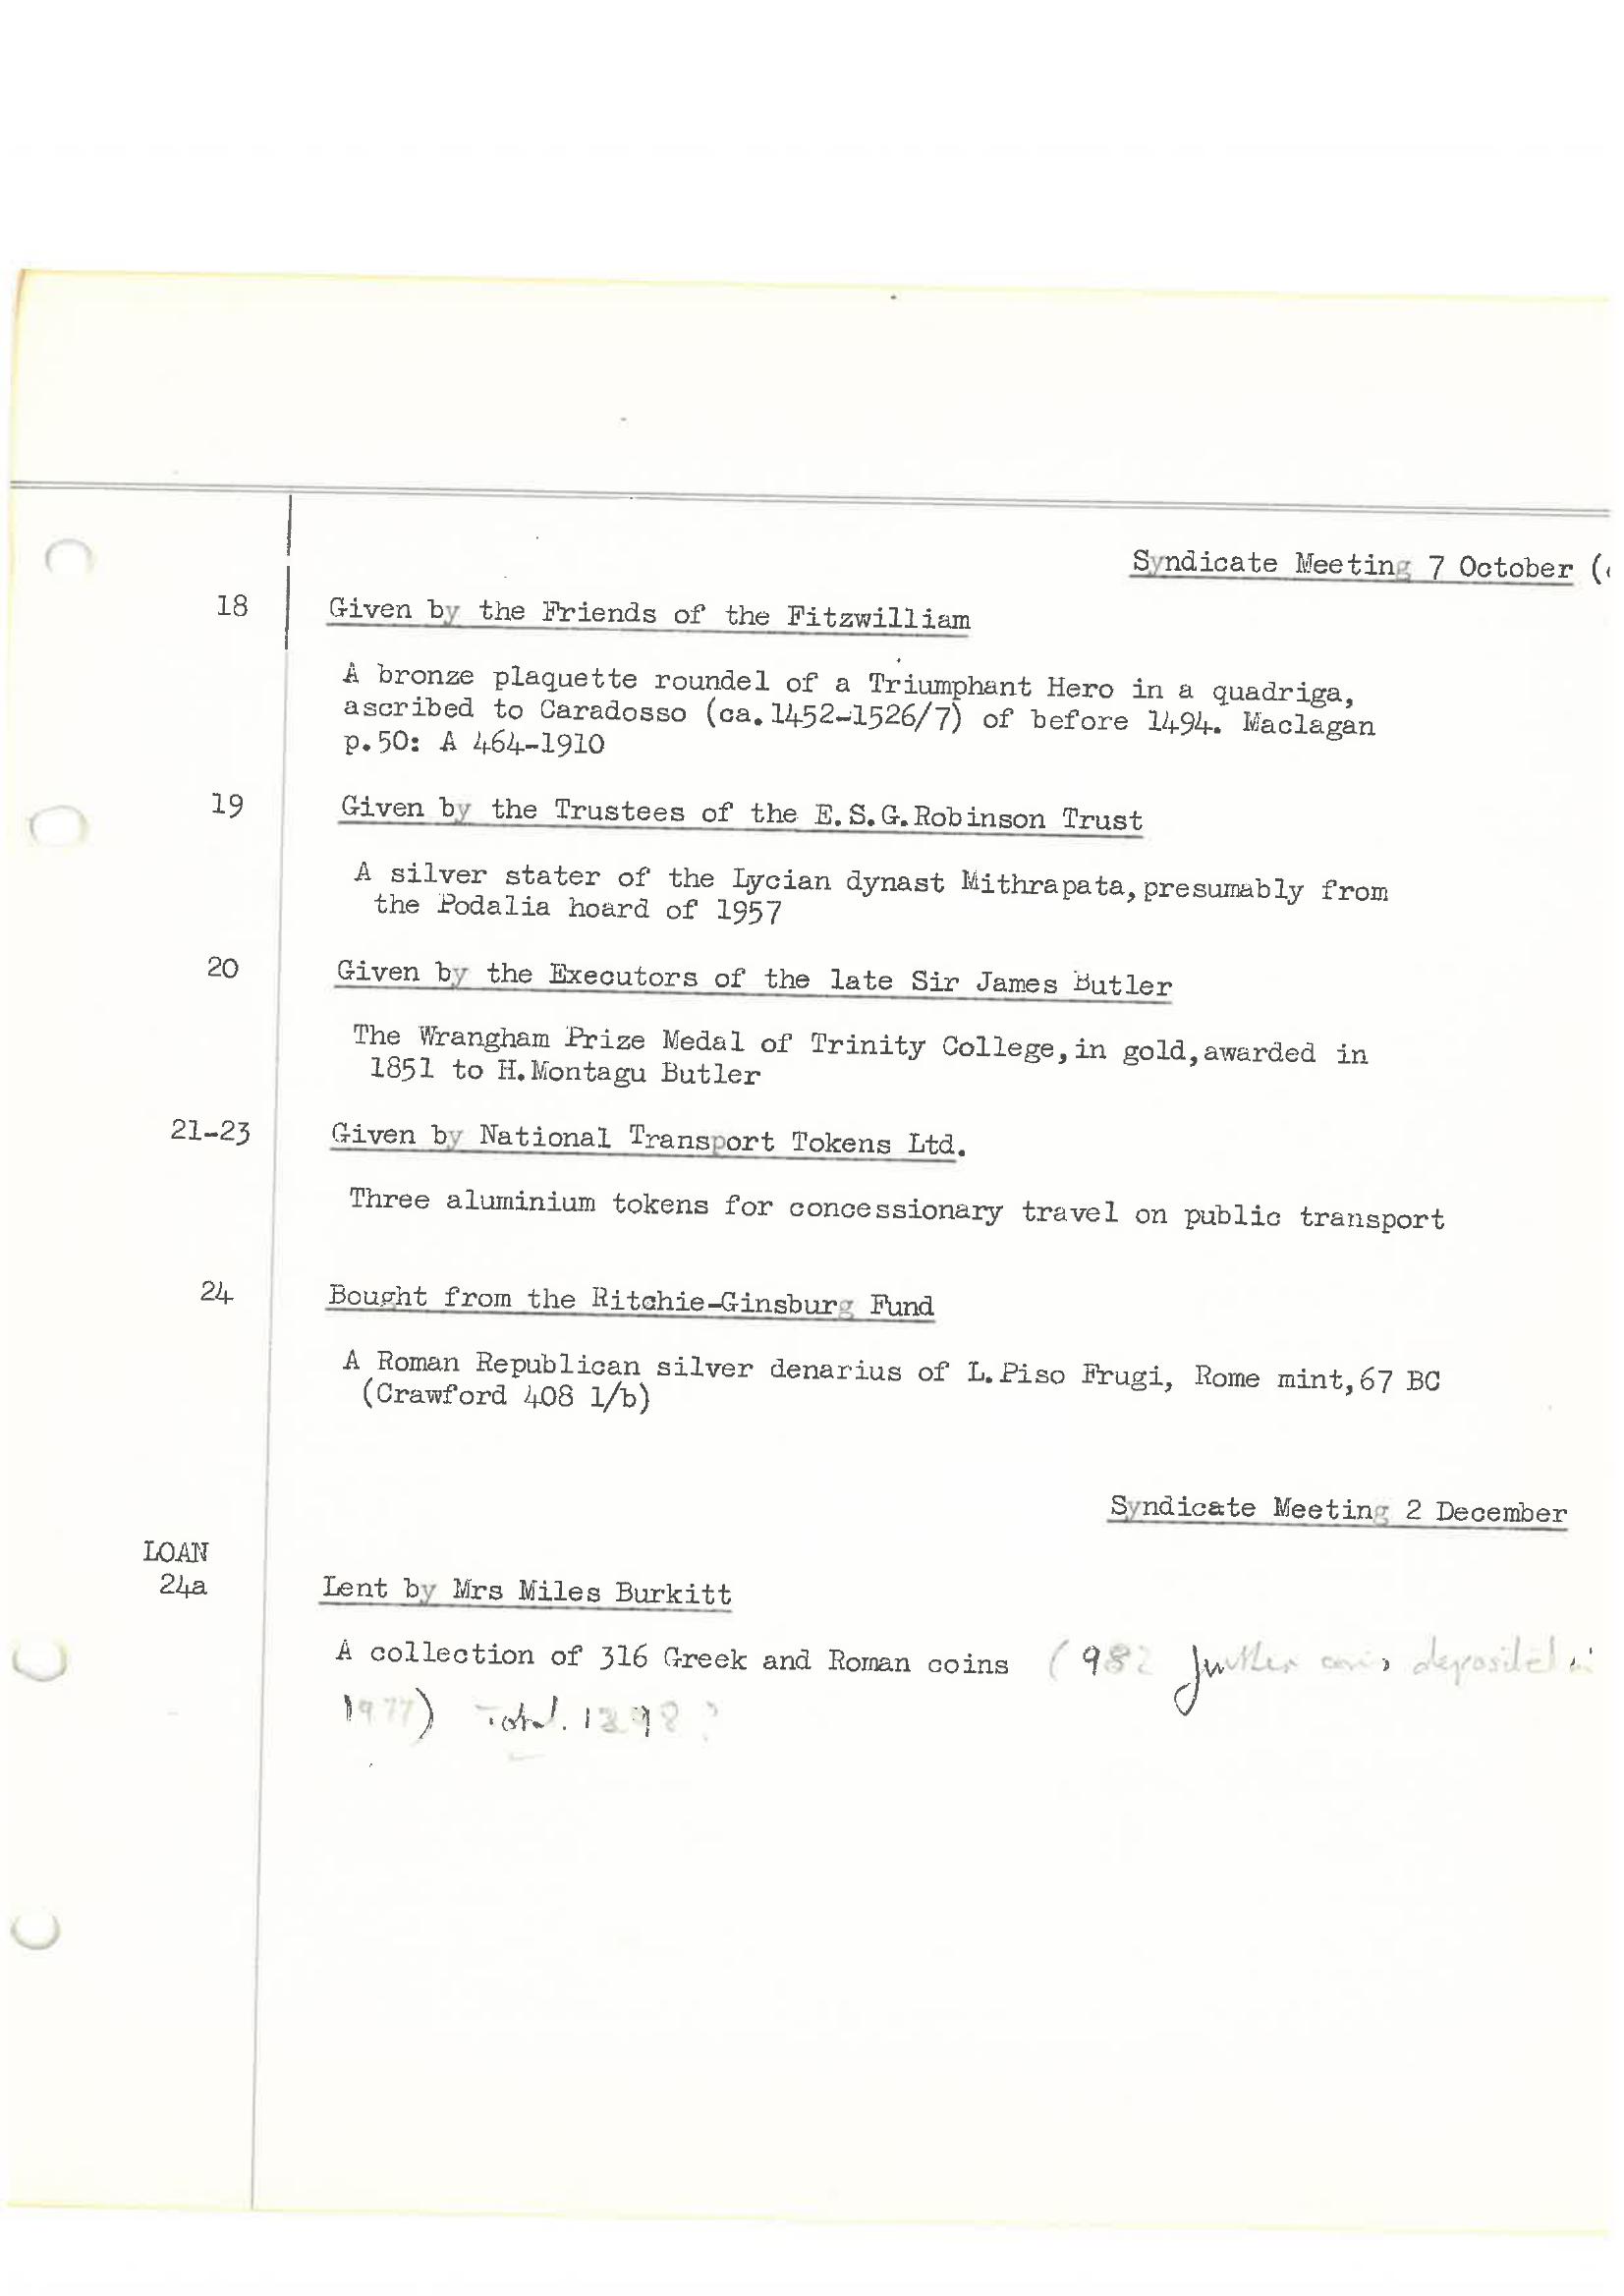 Syndicate Meeting 7 October (
18 Given by the Friends of the Fitzwilliam
A bronze plaquette roundel of a Triumphant Hero in a quadriga,
ascribed to Caradosso (ca.1452-1526/7) of before 1494. Maclagan
p.50: A 464-1910
19 Given by the Trustees of the E.S.G.Robinson Trust
A silver stater of the Lycian dynast Mithrapata,presumably from
the Podalia hoard of 1957
20 Given by the Executors of the late Sir James Butler
The Wrangham Prize Medal of Trinity College,in gold,awarded in
1851 to H.Montagu Butler
21-23 Given by National Transport Tokens Ltd.
Three aluminium tokens for concessionary travel on public transport
24 Bought from the Ritchie-Ginsburg Fund
A Roman Republican silver denarius of L.Piso Frugi, Rome mint,67 BC
(Crawford 408 1/b)
Syndicate Meeting 2 December
LOAN
24a Lent by Mrs Miles Burkitt
A collection of 316 Greek and Roman coins (982 further coins deposited in
1977) Total.